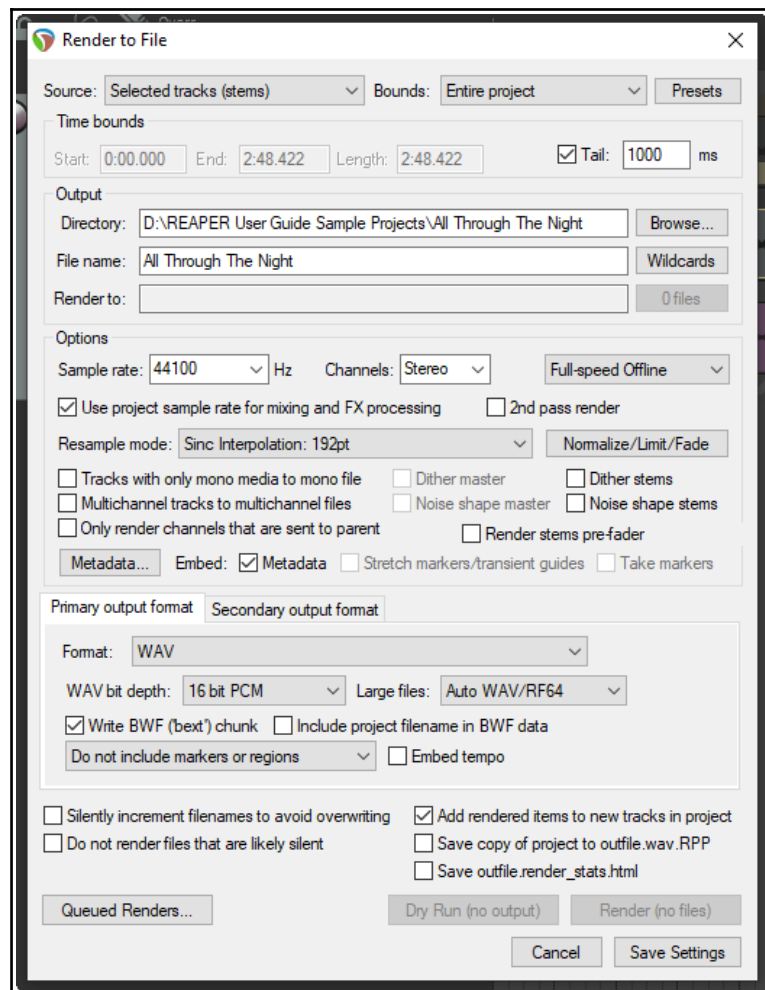 Render to File
Source: Selected tracks (stems) Bounds: Entire project Presets
Time bounds
Start: 0:00.000 End: 2:48.422 Length: 2:48.422 Tail: 1000 ms
Output
Directory: D:\REAPER User Guide Sample Projects\All Through The Night Browse...
File name: All Through The Night Wildcards
Render to: 0 files
Options
Sample rate: 44100 Hz Channels: Stereo Full-speed Offline
Use project sample rate for mixing and FX processing 2nd pass render
Resample mode: Sinc Interpolation: 192pt Normalize/Limit/Fade
Tracks with only mono media to mono file Dither master Dither stems
Multichannel tracks to multichannel files Noise shape master Noise shape stems
Only render channels that are sent to parent Render stems pre-fader
Metadata... Embed: Metadata Stretch markers/transient guides Take markers
Primary output format Secondary output format
Format: WAV
WAV bit depth: 16 bit PCM Large files: Auto WAV/RF64
Write BWF ('bext') chunk Include project filename in BWF data
Do not include markers or regions Embed tempo
Silently increment filenames to avoid overwriting Add rendered items to new tracks in project
Do not render files that are likely silent Save copy of project to outfile.wav.RPP
Save outfile.render_stats.html
Queued Renders... Dry Run (no output) Render (no files)
Cancel Save Settings